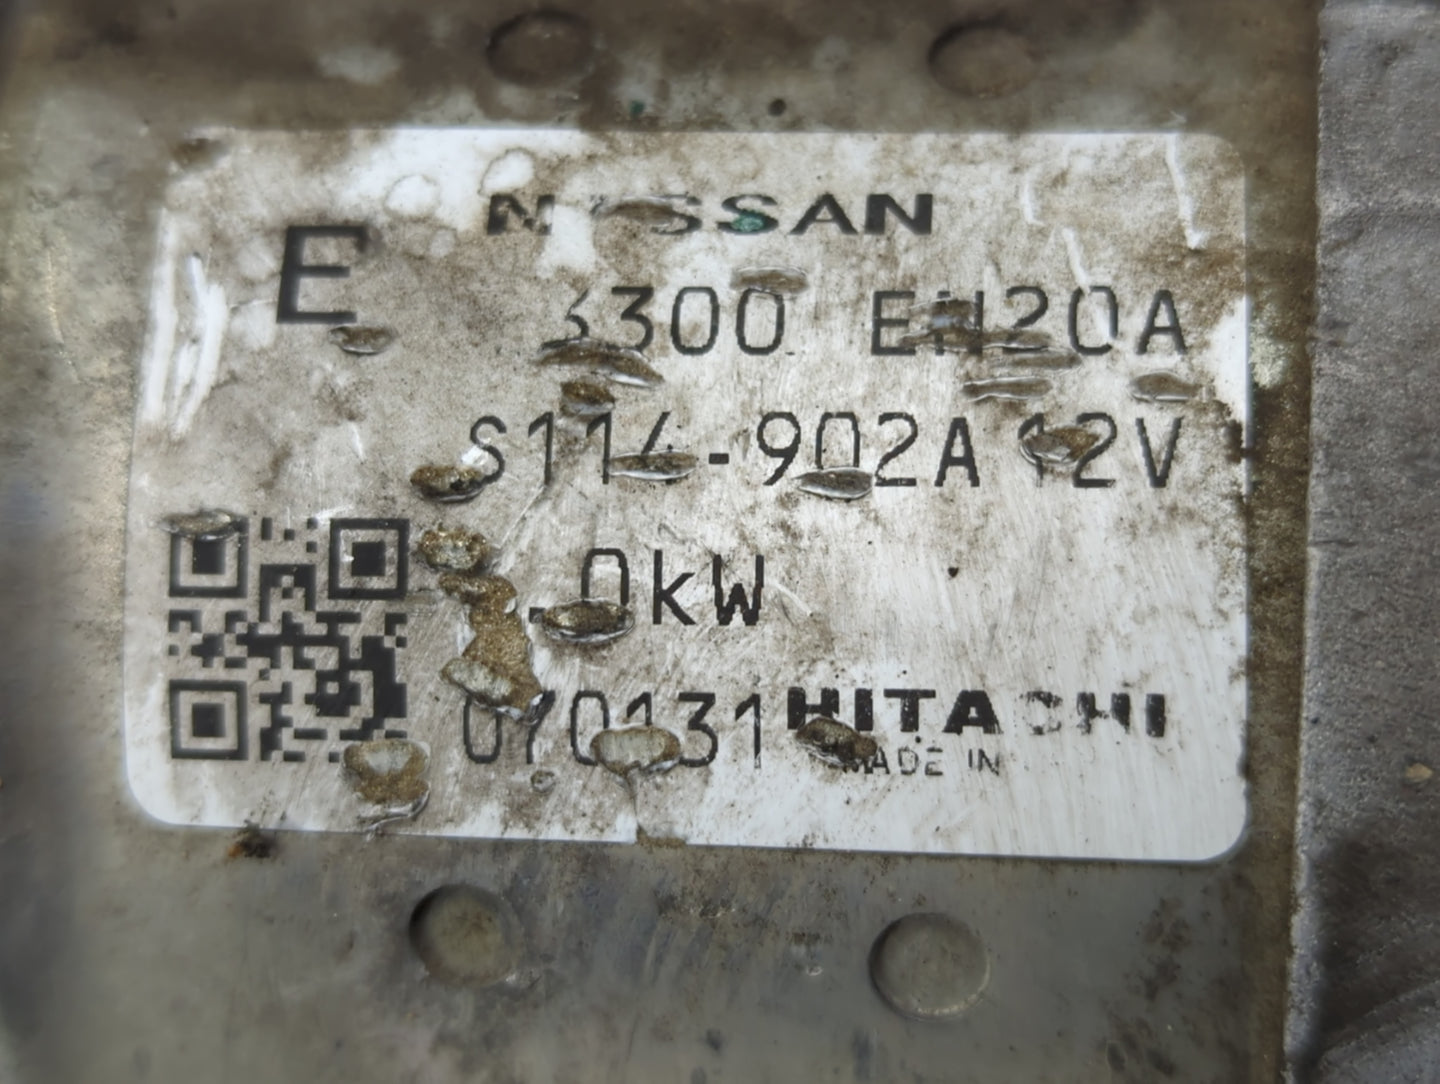 NISSAN
E
3300 EN20A
S114-902A 12V
.0kW
070131 HITACHI
MADE IN